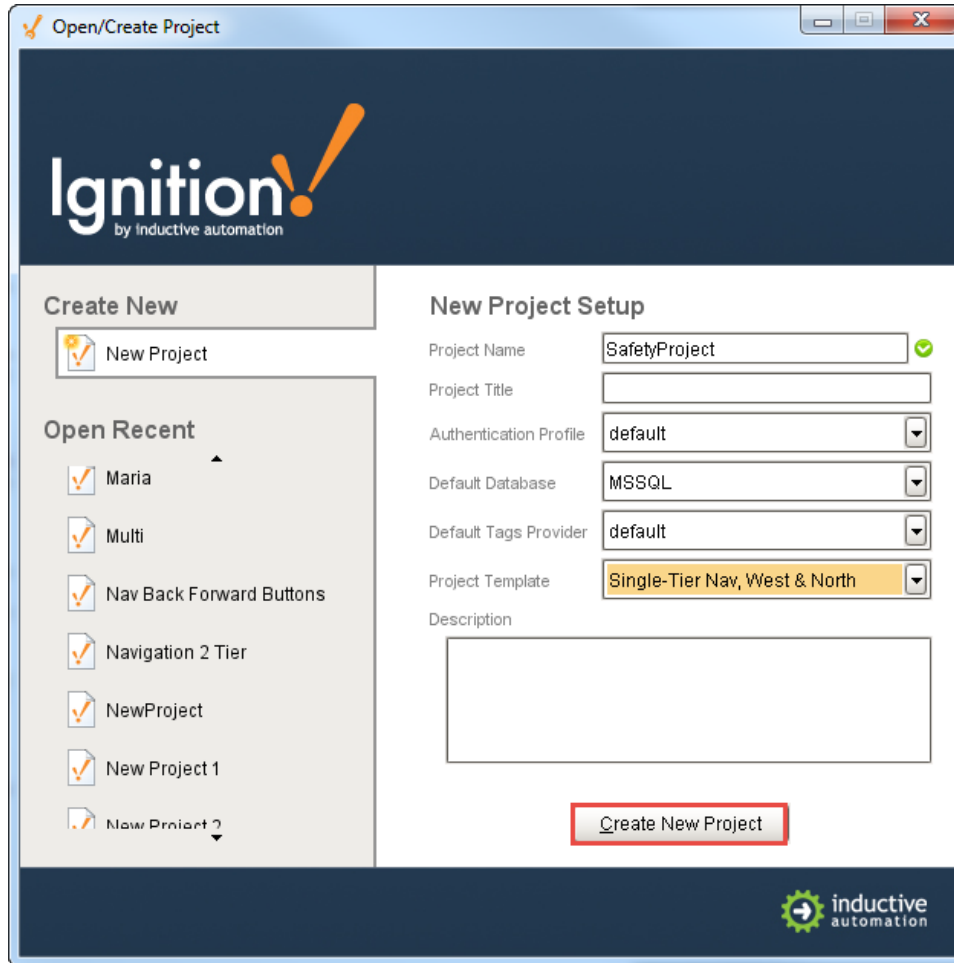 Open/Create Project
Ignition!
by inductive automation
Create New
New Project
Open Recent
Maria
Multi
Nav Back Forward Buttons
Navigation 2 Tier
NewProject
New Project 1
New Project 2
New Project Setup
Project Name
SafetyProject
Project Title
Authentication Profile
default
Default Database
MSSQL
Default Tags Provider
default
Project Template
Single-Tier Nav, West & North
Description
Create New Project
inductive
automation